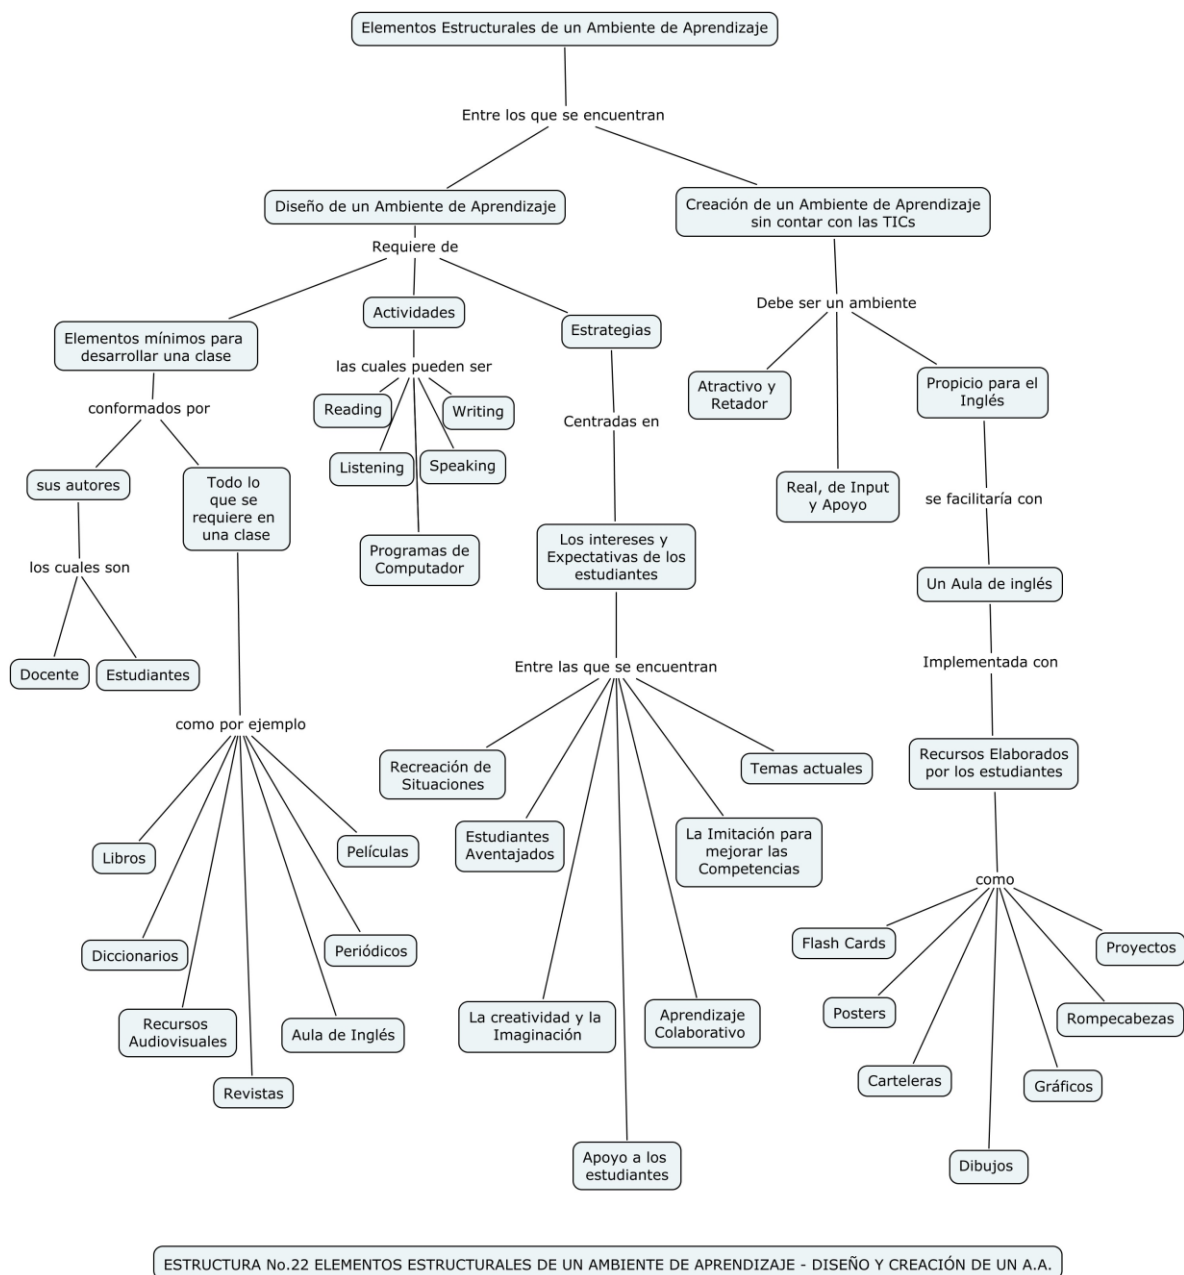 Elementos Estructurales de un Ambiente de Aprendizaje
Entre los que se encuentran
Diseño de un Ambiente de Aprendizaje
Creación de un Ambiente de Aprendizaje
sin contar con las TICs
Requiere de
Debe ser un ambiente
Elementos mínimos para
desarrollar una clase
Actividades
Estrategias
las cuales pueden ser
Reading
Writing
Listening
Speaking
Programas de
Computador
conformados por
sus autores
Todo lo
que se
requiere en
una clase
los cuales son
Docente
Estudiantes
como por ejemplo
Libros
Películas
Diccionarios
Periódicos
Recursos
Audiovisuales
Aula de Inglés
Revistas
Centradas en
Los intereses y
Expectativas de los
estudiantes
Entre las que se encuentran
Recreación de
Situaciones
Temas actuales
Estudiantes
Aventajados
La Imitación para
mejorar las
Competencias
La creatividad y la
Imaginación
Aprendizaje
Colaborativo
Apoyo a los
estudiantes
Atractivo y
Retador
Propicio para el
Inglés
Real, de Input
y Apoyo
se facilitaría con
Un Aula de inglés
Implementada con
Recursos Elaborados
por los estudiantes
como
Flash Cards
Proyectos
Posters
Rompecabezas
Carteleras
Gráficos
Dibujos
ESTRUCTURA No.22 ELEMENTOS ESTRUCTURALES DE UN AMBIENTE DE APRENDIZAJE - DISEÑO Y CREACIÓN DE UN A.A.